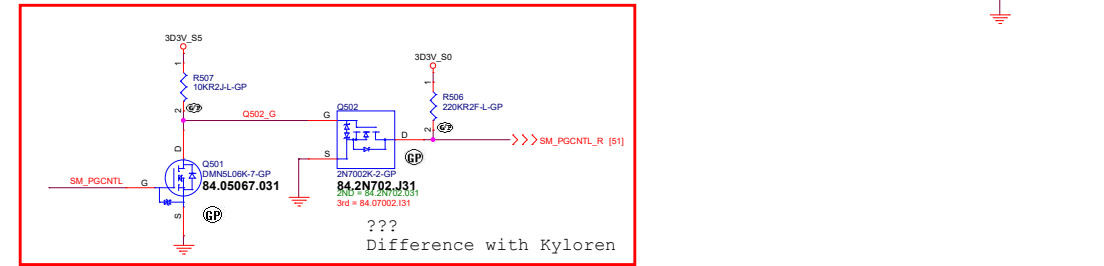 3D3V_S5
3D3V_S0
1
R507
10KR2J-L-GP
2
1
R506
220KR2F-L-GP
2
Q502_G
G
Q502
D
S
SM_PGCNTL_R [51]
D
Q501
DMN5L06K-7-GP
84.05067.031
SM_PGCNTL
G
S
GP
GP
2N7002K-2-GP
84.2N702.J31
2ND = 84.2N702.031
3rd = 84.07002.I31
???
Difference with Kyloren